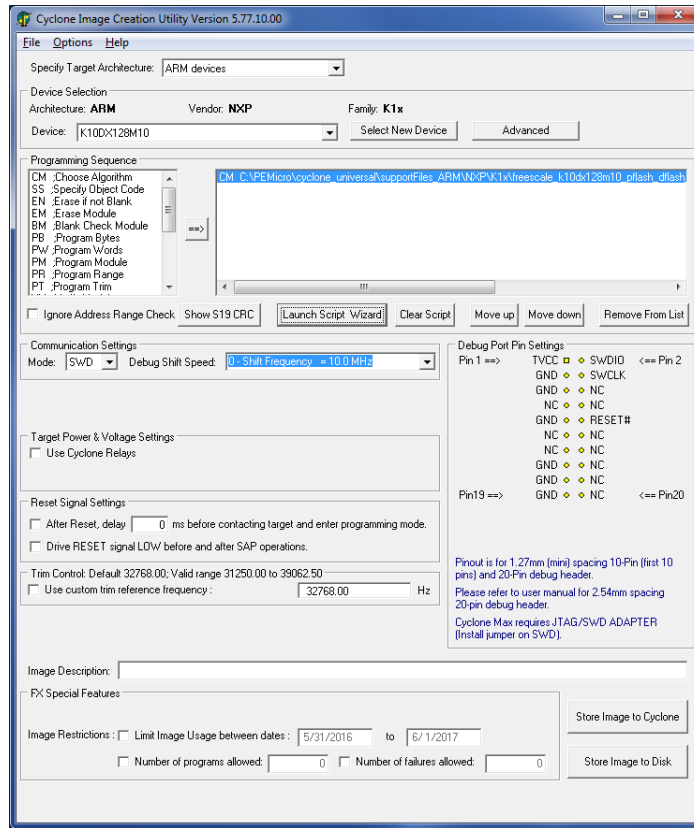 Cyclone Image Creation Utility Version 5.77.10.00
File Options Help
Specify Target Architecture: ARM devices
Device Selection
Architecture: ARM Vendor: NXP Family: K1x
Device: K10DX128M10 Select New Device Advanced
Programming Sequence
CM ;Choose Algorithm
SS ;Specify Object Code
EN ;Erase if not Blank
EM ;Erase Module
BM ;Blank Check Module
PB ;Program Bytes
PW ;Program Words
PM ;Program Module
PR ;Program Range
PT ;Program Trim
==>
CM C:\PEMicro\cyclone_universal\supportFiles_ARM\NXP\K1x\freescale_k10dx128m10_pflash_dflash
Ignore Address Range Check Show S19 CRC Launch Script Wizard Clear Script Move up Move down Remove From List
Communication Settings
Mode: SWD Debug Shift Speed: 0 - Shift Frequency = 10.0 MHz
Target Power & Voltage Settings
Use Cyclone Relays
Reset Signal Settings
After Reset, delay 0 ms before contacting target and enter programming mode.
Drive RESET signal LOW before and after SAP operations.
Trim Control: Default 32768.00; Valid range 31250.00 to 39062.50
Use custom trim reference frequency : 32768.00 Hz
Debug Port Pin Settings
Pin 1 ==> TVCC SWDIO <== Pin 2
GND SWCLK
GND NC
NC NC
GND RESET#
NC NC
NC NC
GND NC
GND NC
Pin19 ==> GND NC <== Pin20
Pinout is for 1.27mm (mini) spacing 10-Pin (first 10
pins) and 20-Pin debug header.
Please refer to user manual for 2.54mm spacing
20-pin debug header.
Cyclone Max requires JTAG/SWD ADAPTER
(Install jumper on SWD).
Image Description:
FX Special Features
Image Restrictions : Limit Image Usage between dates : 5/31/2016 to 6/ 1/2017
Number of programs allowed: 0 Number of failures allowed: 0
Store Image to Cyclone
Store Image to Disk